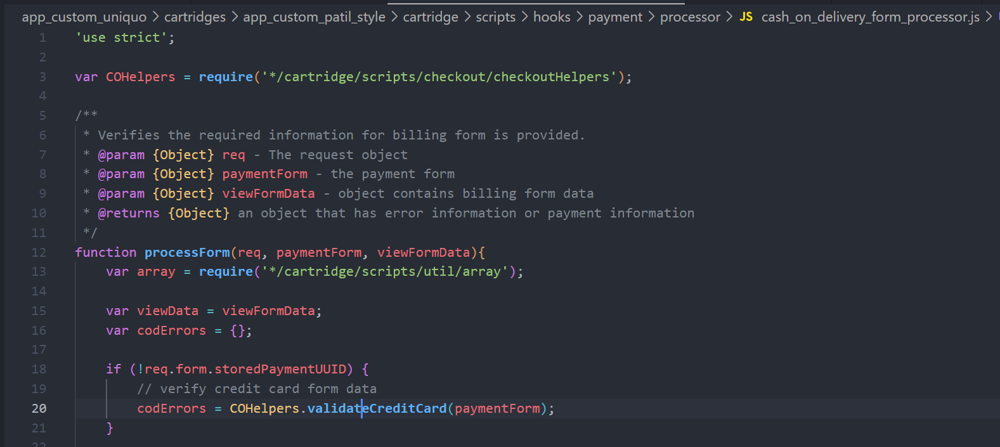 app_custom_uniquo > cartridges > app_custom_patil_style > cartridge > scripts > hooks > payment > processor > JS cash_on_delivery_form_processor.js >
1 'use strict';
2
3 var COHelpers = require('*/cartridge/scripts/checkout/checkoutHelpers');
4
5 /**
6 * Verifies the required information for billing form is provided.
7 * @param {Object} req - The request object
8 * @param {Object} paymentForm - the payment form
9 * @param {Object} viewFormData - object contains billing form data
10 * @returns {Object} an object that has error information or payment information
11 */
12 function processForm(req, paymentForm, viewFormData){
13 var array = require('*/cartridge/scripts/util/array');
14
15 var viewData = viewFormData;
16 var codErrors = {};
17
18 if (!req.form.storedPaymentUUID) {
19 // verify credit card form data
20 codErrors = COHelpers.validateCreditCard(paymentForm);
21 }
22